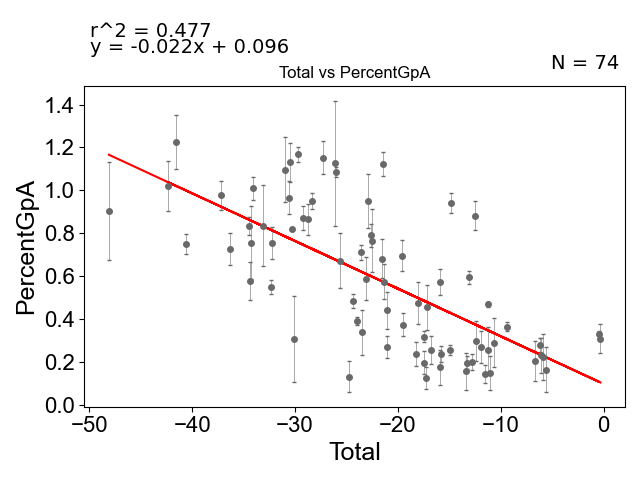 r^2 = 0.477
y = -0.022x + 0.096
N = 74
Total vs PercentGpA
1.4
1.2
1.0
0.8
0.6
0.4
0.2
0.0
PercentGpA
−50
−40
−30
−20
−10
0
Total